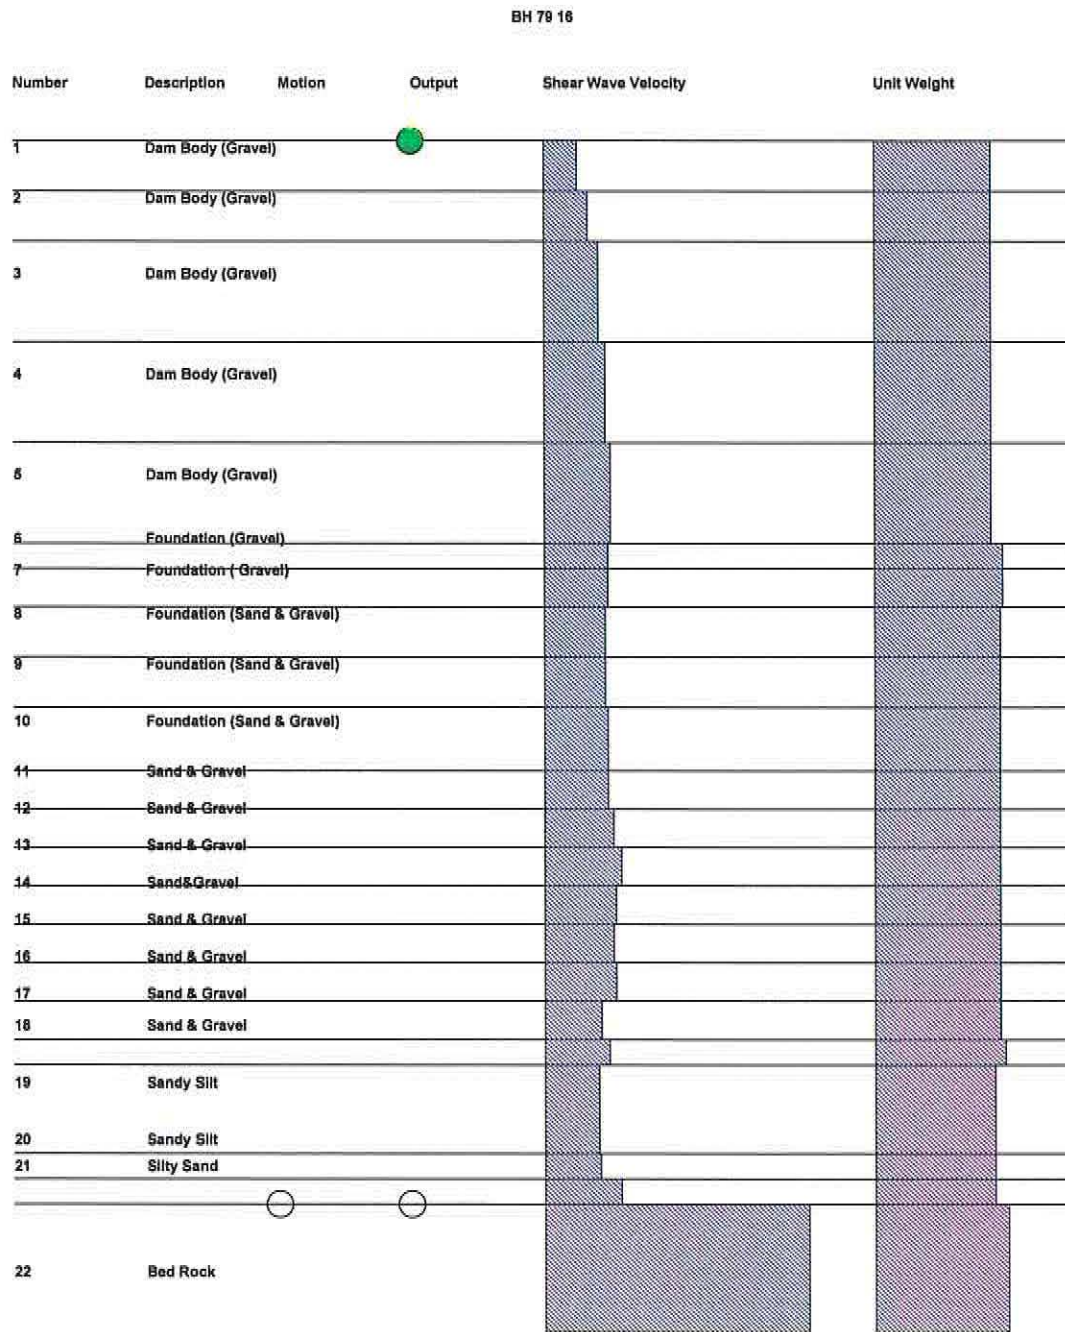 BH 79 16
Number Description Motion Output Shear Wave Velocity Unit Weight
1 Dam Body (Gravel)
2 Dam Body (Gravel)
3 Dam Body (Gravel)
4 Dam Body (Gravel)
5 Dam Body (Gravel)
6 Foundation (Gravel)
7 Foundation ( Gravel)
8 Foundation (Sand & Gravel)
9 Foundation (Sand & Gravel)
10 Foundation (Sand & Gravel)
11 Sand & Gravel
12 Sand & Gravel
13 Sand & Gravel
14 Sand&Gravel
15 Sand & Gravel
16 Sand & Gravel
17 Sand & Gravel
18 Sand & Gravel
19 Sandy Silt
20 Sandy Silt
21 Silty Sand
22 Bed Rock